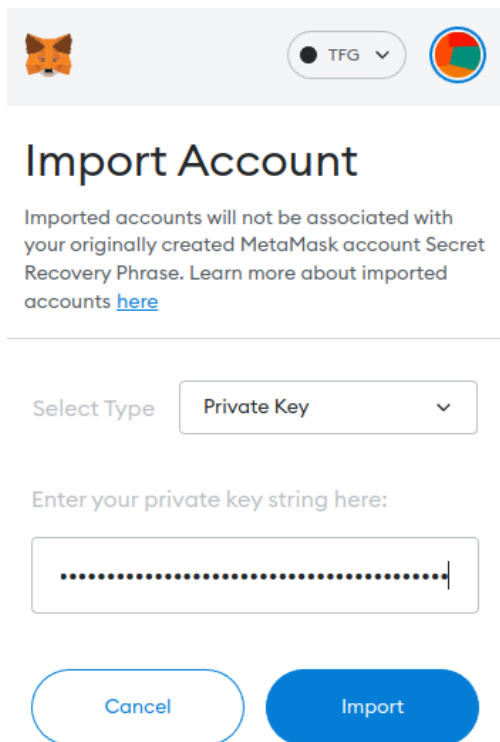 TFG
Import Account
Imported accounts will not be associated with
your originally created MetaMask account Secret
Recovery Phrase. Learn more about imported
accounts here
Select Type
Private Key
Enter your private key string here:
••••••••••••••••••••••••••••••••••••••••••
Cancel
Import